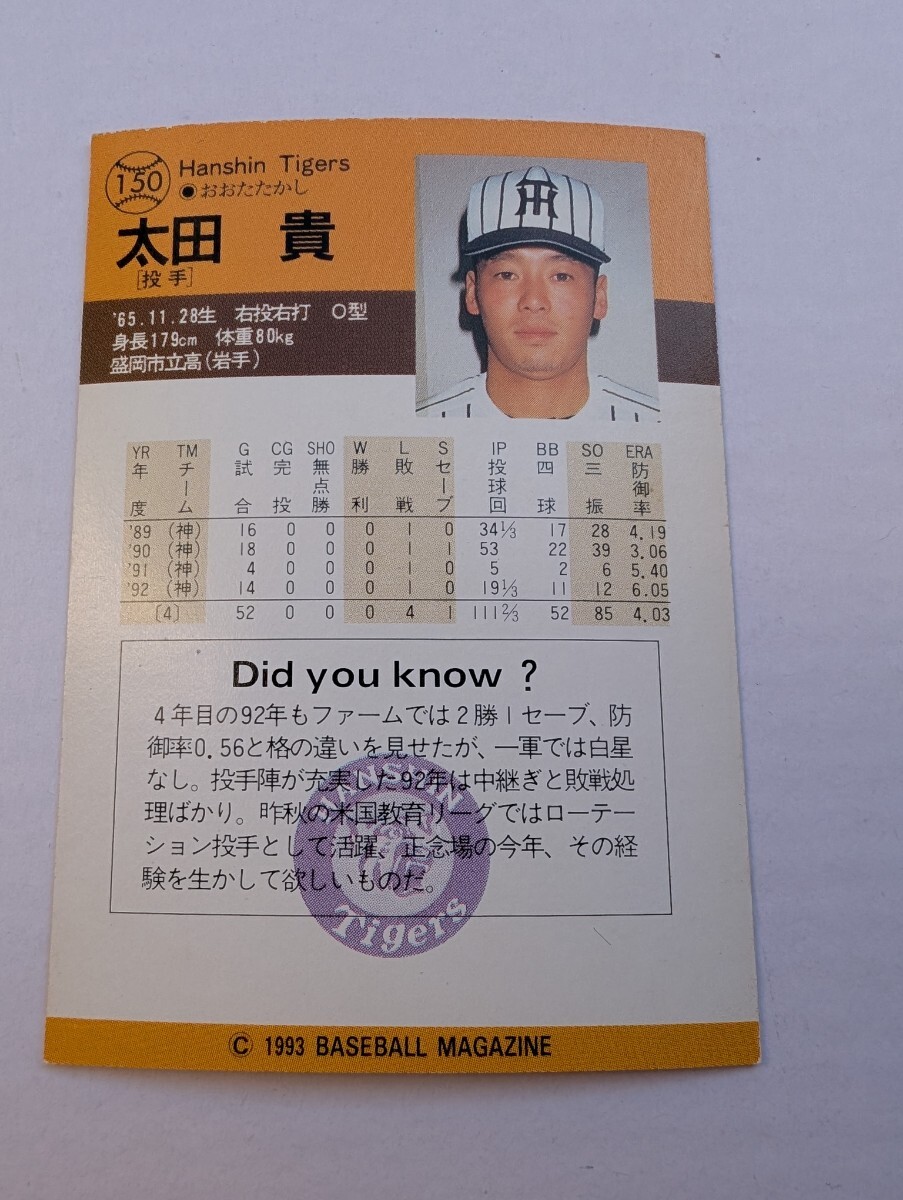 150
Hanshin Tigers
●おおたたかし
太田 貴
[投手]
TH
'65.11.28生 右投右打 O型
身長179cm 体重80kg
盛岡市立高(岩手)
YR TM G CG SHO W L S IP BB SO ERA
年度 チーム 試合 完投 無点勝 勝利 敗戦 セーブ 投球回 四球 三振 防御率
'89 (神) 16 0 0 0 1 0 34 1/3 17 28 4.19
'90 (神) 18 0 0 0 1 1 53 22 39 3.06
'91 (神) 4 0 0 0 1 0 5 2 6 5.40
'92 (神) 14 0 0 0 1 0 19 1/3 11 12 6.05
[4] 52 0 0 0 4 1 111 2/3 52 85 4.03
Did you know ?
4年目の92年もファームでは2勝1セーブ、防
御率0.56と格の違いを見せたが、一軍では白星
なし。投手陣が充実した92年は中継ぎと敗戦処
理ばかり。昨秋の米国教育リーグではローテー
ション投手として活躍、正念場の今年、その経
験を生かして欲しいものだ。
HANSHIN
Tigers
© 1993 BASEBALL MAGAZINE